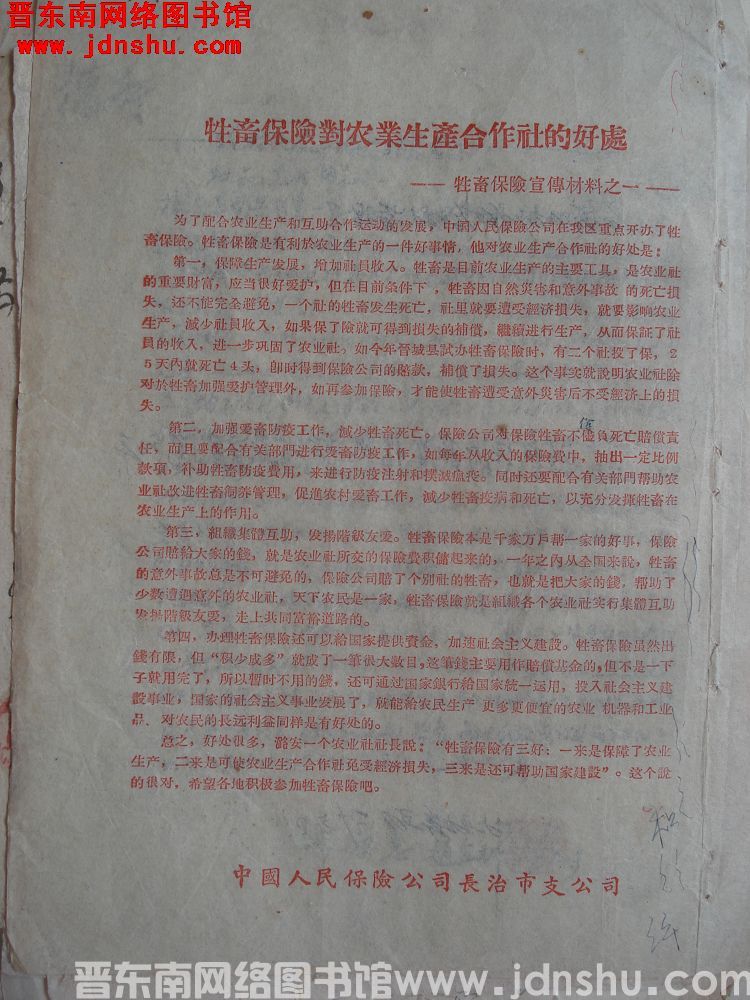 晋东南网络图书馆
www.jdnshu.com
牲畜保險對农業生產合作社的好處
—— 牲畜保險宣傳材料之一 ——
为了配合农业生产和互助合作运动的發展，中国人民保險公司在我区重点开办了牲
畜保險。牲畜保險是有利於农业生产的一件好事情，他对农业生产合作社的好处是：
第一，保障生产發展，增加社員收入。牲畜是目前农业生产的主要工具，是农业社
的重要財富，应当很好爱护，但在目前条件下，牲畜因自然災害和意外事故 的死亡損
失，还不能完全避免，一个社的牲畜發生死亡，社里就要遭受經济損失，就要影响农业
生产，減少社員收入，如果保了險就可得到損失的補償，繼續进行生产，从而保証了社
員的收入，进一步巩固了农业社。如今年晉城县試办牲畜保險时，有二个社投了保，2
5天內就死亡4头，卽时得到保險公司的賠款，補償了損失。这个事实就說明农业社除
对於牲畜加强爱护管理外，如再参加保險，才能使牲畜遭受意外災害后不受經济上的損
失。
第二，加强爱畜防疫工作，減少牲畜死亡。保險公司对保險牲畜不儘負死亡賠償責
任，而且要配合有关部門进行爱畜防疫工作，如每年从收入的保險費中，抽出一定比例
款項，补助牲畜防疫費用，来进行防疫注射和撲滅瘟疫。同时还要配合有关部門帮助农
业社改进牲畜飼养管理，促進农村爱畜工作，減少牲畜疫病和死亡，以充分发揮牲畜在
农业生产上的作用。
第三，組織集體互助，发揚階級友爱。牲畜保險本是千家万戶帮一家的好事，保險
公司賠給大家的錢，就是农业社所交的保險費积儲起来的，一年之內从全国来說，牲畜
的意外事故总是不可避免的，保險公司賠了个別社的牲畜，也就是把大家的錢，帮助了
少数遭遇意外的农业社，天下农民是一家，牲畜保險就是組織各个农业社实行集體互助
发揚階級友爱，走上共同富裕道路的。
第四，办理牲畜保險还可以給国家提供資金，加速社会主义建設。牲畜保險虽然出
錢有限，但“积少成多”就成了一筆很大数目，这筆錢主要用作賠償基金的，但不是一下
子就用完了，所以暫时不用的錢，还可通过国家銀行給国家統一运用，投入社会主义建
設事业，国家的社会主义事业发展了，就能給农民生产 更多更便宜的农业 机器和工业
品，对农民的長远利益同样是有好处的。
总之，好处很多，潞安一个农业社社長說：“牲畜保險有三好：一来是保障了农业
生产，二来是可使农业生产合作社免受經济損失，三来是还可帮助国家建設”。这个說
的很对，希望各地积极参加牲畜保險吧。
中國人民保險公司長治市支公司
晋东南网络图书馆www.jdnshu.com